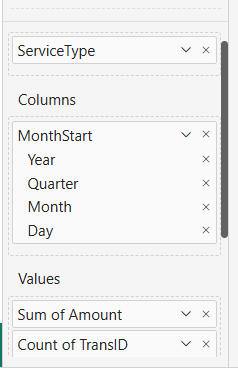 ServiceType
Columns
MonthStart
Year
Quarter
Month
Day
Values
Sum of Amount
Count of TransID